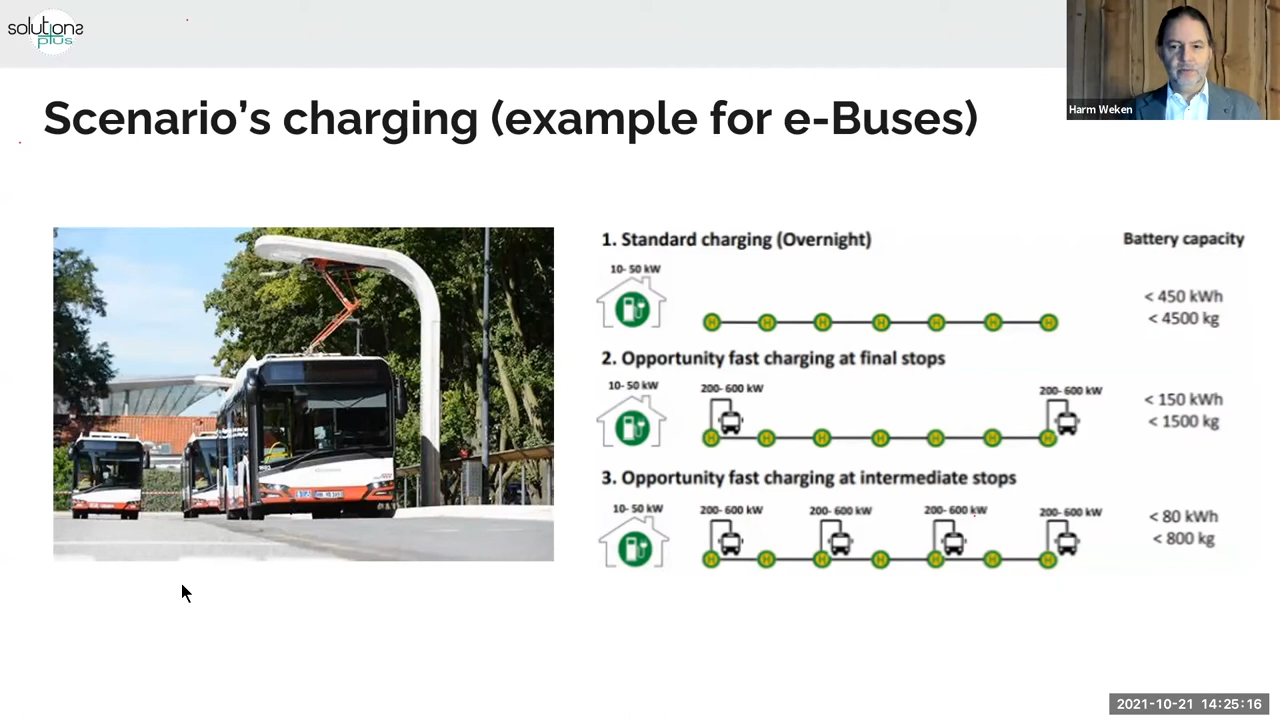 solutions
plus
Harm Weken
Scenario's charging (example for e-Buses)
1. Standard charging (Overnight)
Battery capacity
10- 50 kW
< 450 kWh
< 4500 kg
H H H H H H H
2. Opportunity fast charging at final stops
10- 50 kW
200- 600 kW
200- 600 kW
< 150 kWh
< 1500 kg
H H H H H H H
3. Opportunity fast charging at intermediate stops
10- 50 kW
200- 600 kW
200- 600 kW
200- 600 kW
200- 600 kW
< 80 kWh
< 800 kg
H H H H H H H
2021-10-21 14:25:16